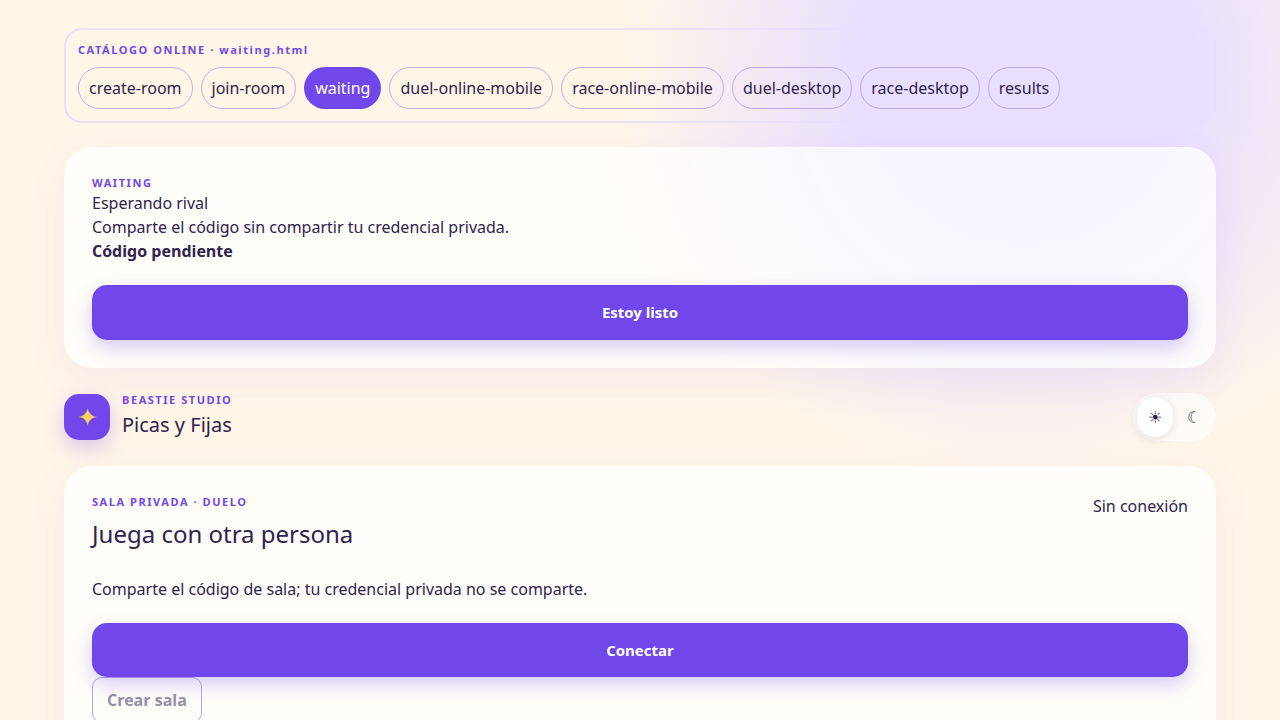 CATÁLOGO ONLINE · waiting.html
create-room join-room waiting duel-online-mobile race-online-mobile duel-desktop race-desktop results
WAITING
Esperando rival
Comparte el código sin compartir tu credencial privada.
Código pendiente
Estoy listo
BEASTIE STUDIO
Picas y Fijas
SALA PRIVADA · DUELO
Sin conexión
Juega con otra persona
Comparte el código de sala; tu credencial privada no se comparte.
Conectar
Crear sala